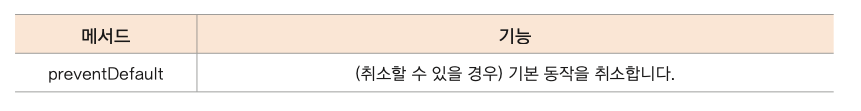 메서드 기능
preventDefault (취소할 수 있을 경우) 기본 동작을 취소합니다.